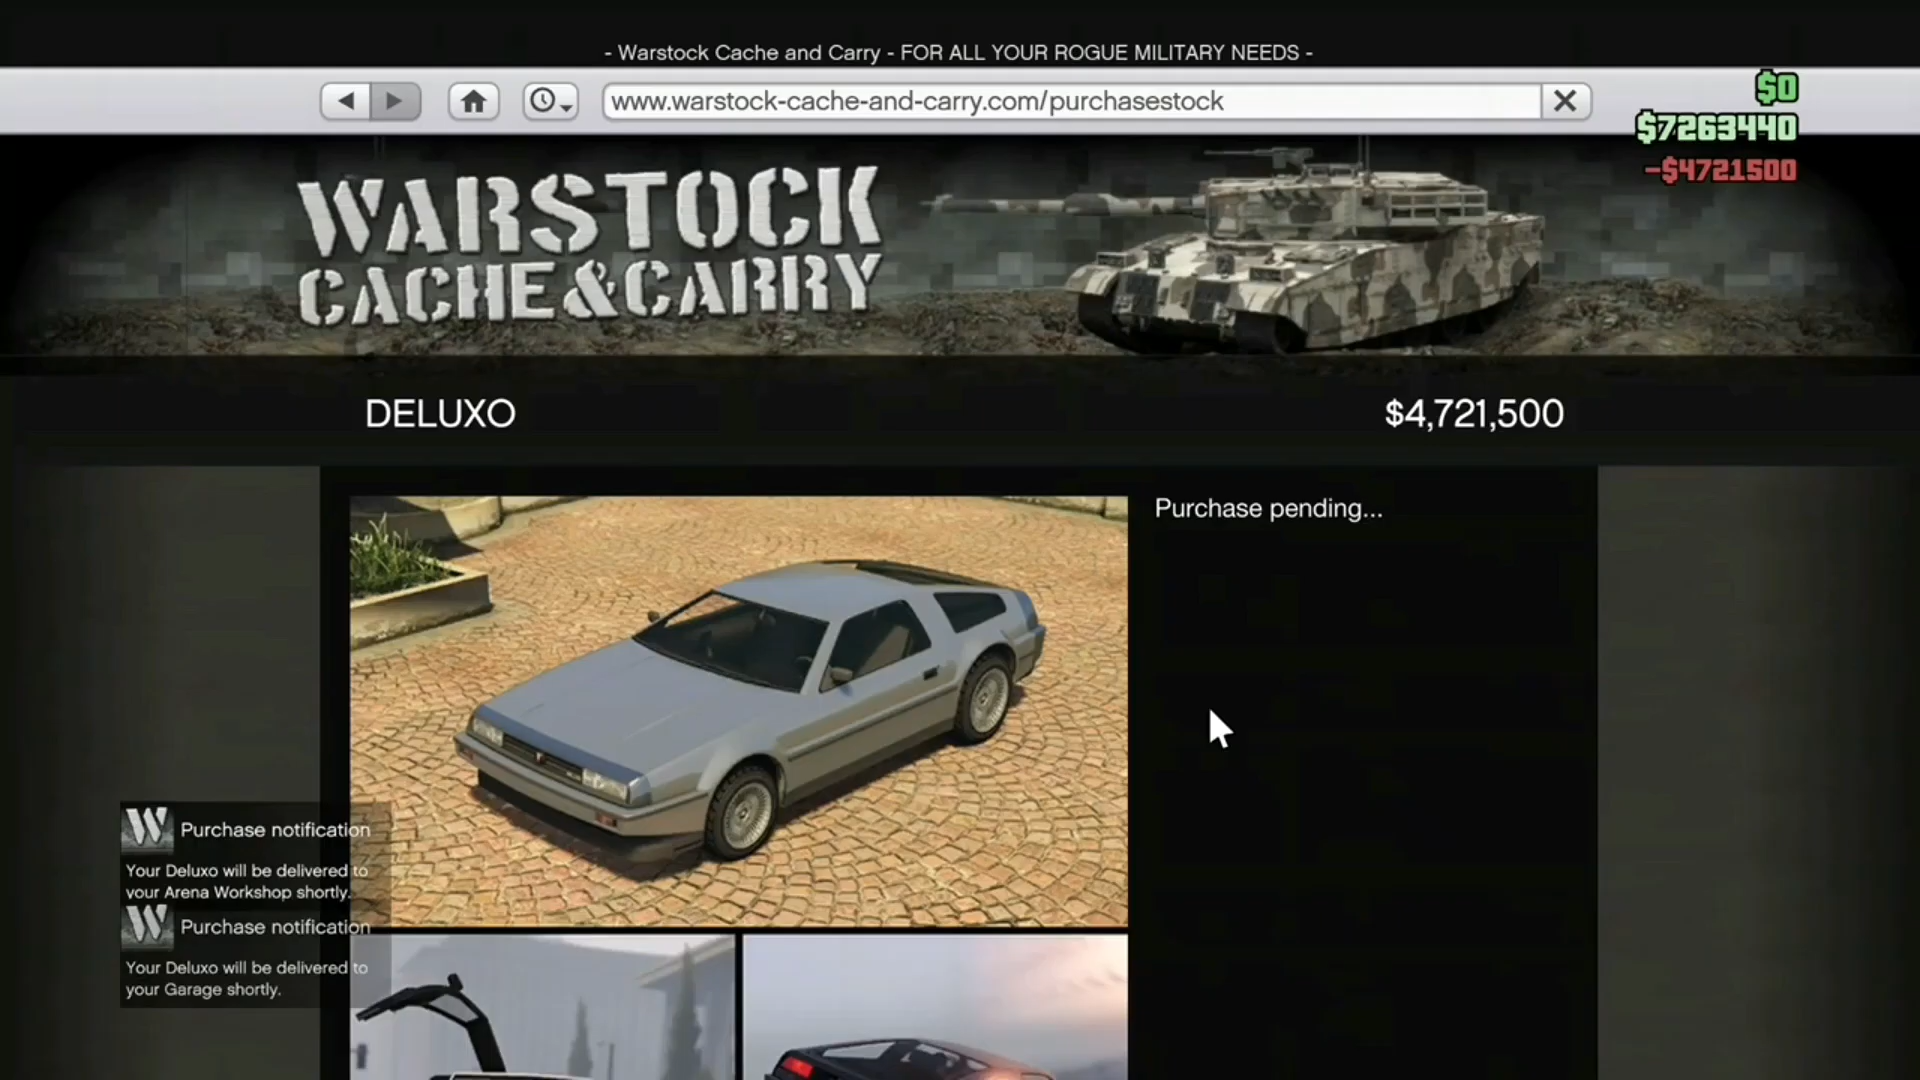 - Warstock Cache and Carry - FOR ALL YOUR ROGUE MILITARY NEEDS -
www.warstock-cache-and-carry.com/purchasestock
$0
$7263440
-$4721500
WARSTOCK
CACHE&CARRY
DELUXO
$4,721,500
Purchase pending...
W Purchase notification
Your Deluxo will be delivered to
your Arena Workshop shortly.
W Purchase notification
Your Deluxo will be delivered to
your Garage shortly.